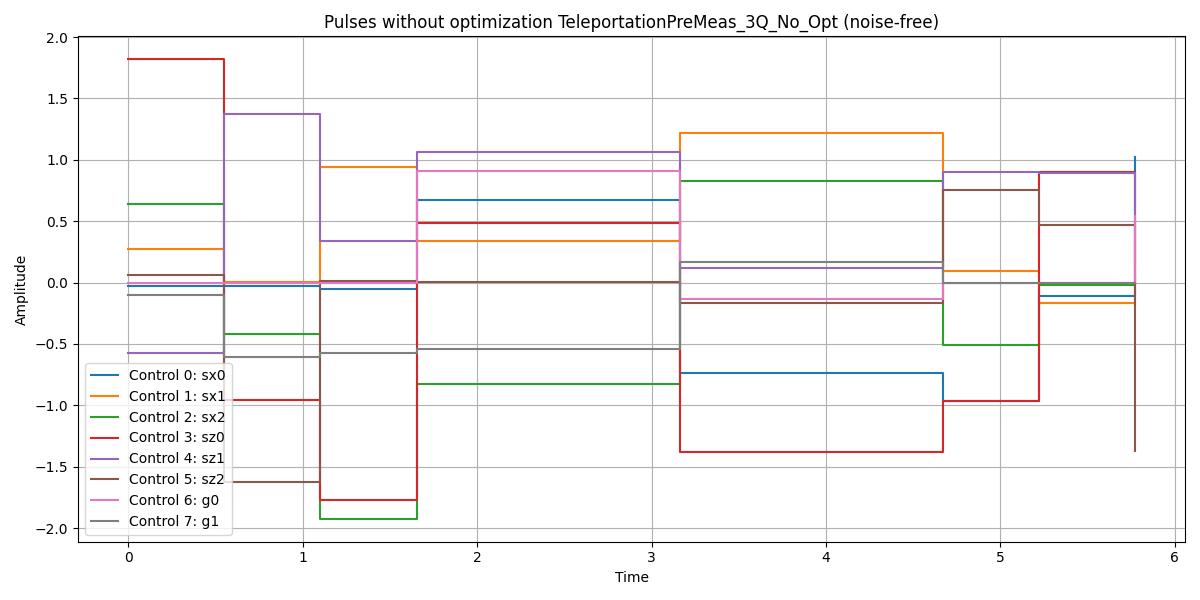 Pulses without optimization TeleportationPreMeas_3Q_No_Opt (noise-free)
2.0
1.5
1.0
0.5
0.0
−0.5
−1.0
−1.5
−2.0
Amplitude
Control 0: sx0
Control 1: sx1
Control 2: sx2
Control 3: sz0
Control 4: sz1
Control 5: sz2
Control 6: g0
Control 7: g1
0 1 2 3 4 5 6
Time